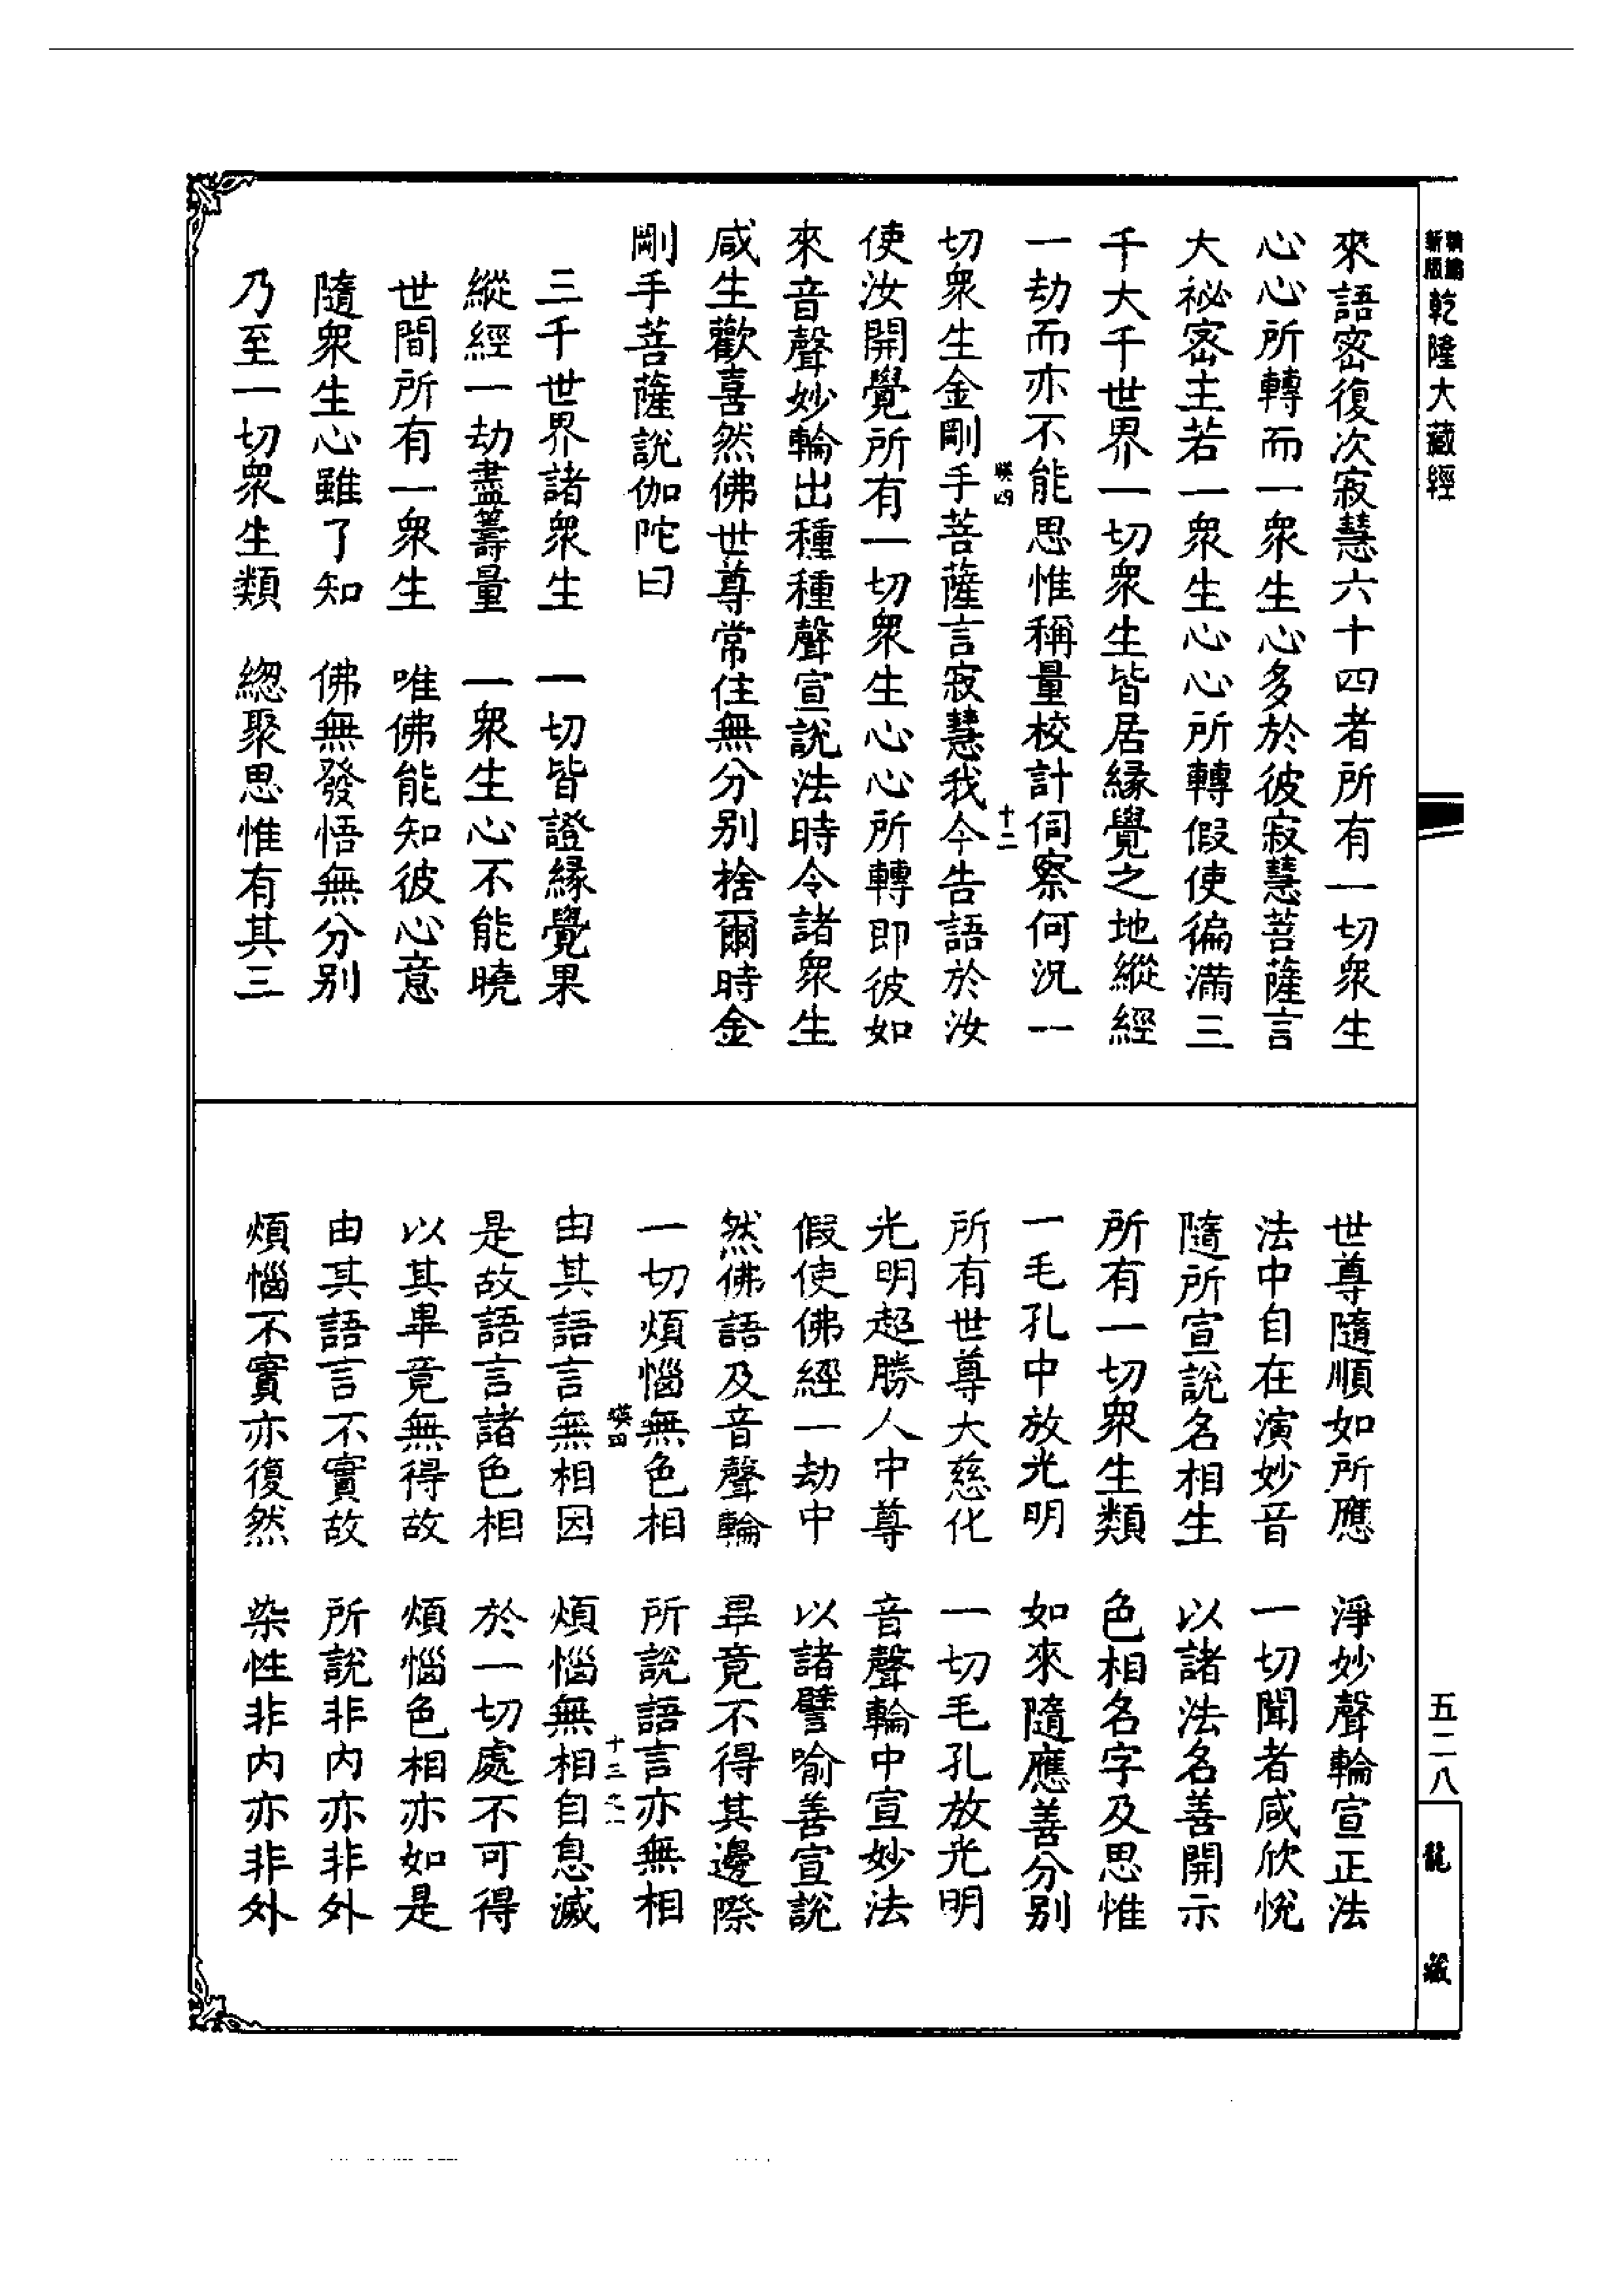 新編
新版
乾隆大藏經
來語密復次寂慧六十四者所有一切衆生
心心所轉而一衆生心多於彼寂慧菩薩言
大祕密主若一衆生心心所轉假使徧滿三
千大千世界一切衆生皆居緣覺之地縱經
一劫而亦不能思惟稱量校計伺察何況一
切衆生金剛手菩薩言寂慧我今告語於汝
使汝開覺所有一切衆生心心所轉即彼如
來音聲妙輪出種種聲宣說法時令諸衆生
咸生歡喜然佛世尊常住無分別捨爾時金
剛手菩薩說伽陀曰
三千世界諸衆生　一切皆證緣覺果
縱經一劫盡籌量　一衆生心不能曉
世間所有一衆生　唯佛能知彼心意
隨衆生心雖了知　佛無發悟無分別
乃至一切衆生類　緫聚思惟有其三
世尊隨順如所應　淨妙聲輪宣正法
法中自在演妙音　一切聞者咸欣悅
隨所宣說名相生　以諸法名善開示
所有一切衆生類　色相名字及思惟
一毛孔中放光明　如來隨應善分別
所有世尊大慈化　一切毛孔放光明
光明超勝人中尊　音聲輪中宣妙法
假使佛經一劫中　以諸譬喻善宣說
然佛語及音聲輪　畢竟不得其邊際
一切煩惱無色相　所說語言亦無相
由其語言無相因　煩惱無相自息滅
是故語言諸色相　於一切處不可得
以其畢竟無得故　煩惱色相亦如是
由其語言不實故　所說非內亦非外
煩惱不實亦復然　染性非內亦非外
五二八
龍藏